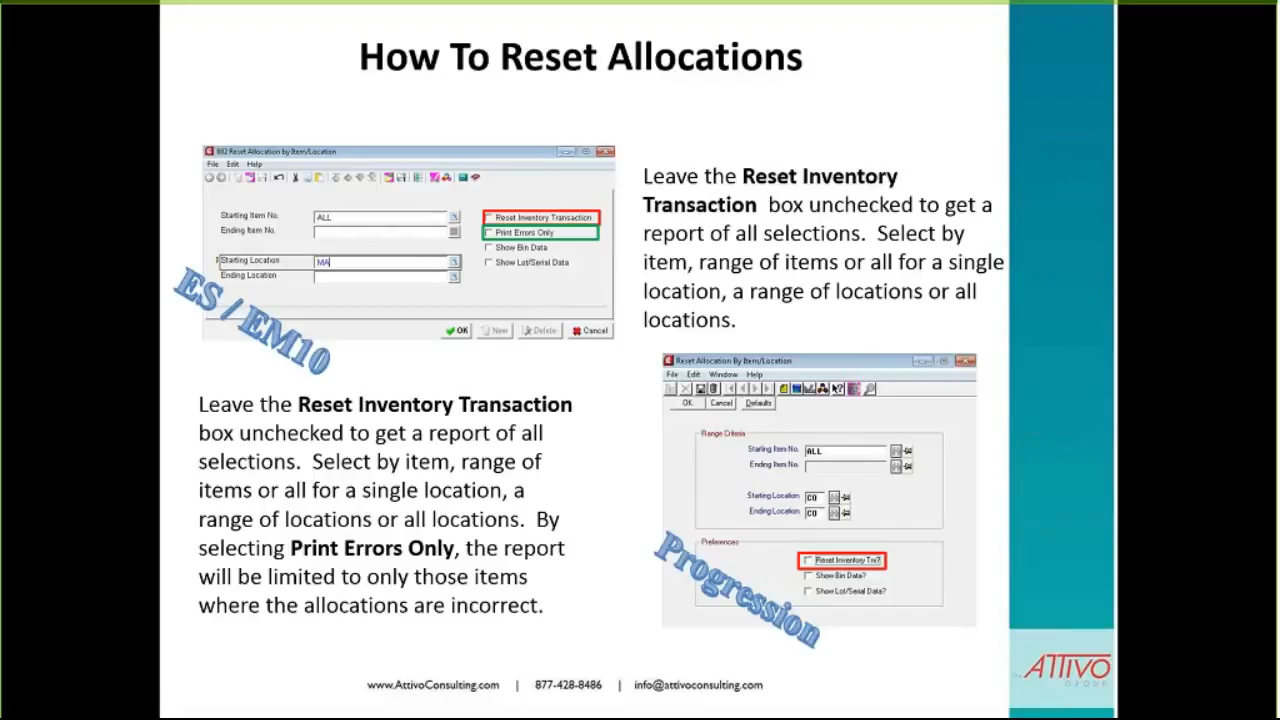 How To Reset Allocations
882 Reset Allocation by Item/Location
File Edit Help
Starting Item No. ALL
Ending Item No.
Starting Location MA
Ending Location
Reset Inventory Transaction
Print Errors Only
Show Bin Data
Show Lot/Serial Data
OK New Delete Cancel
ES / EM10
Leave the Reset Inventory
Transaction box unchecked to get a
report of all selections. Select by
item, range of items or all for a single
location, a range of locations or all
locations.
Leave the Reset Inventory Transaction
box unchecked to get a report of all
selections. Select by item, range of
items or all for a single location, a
range of locations or all locations. By
selecting Print Errors Only, the report
will be limited to only those items
where the allocations are incorrect.
Reset Allocation By Item/Location
File Edit Window Help
OK Cancel Defaults
Range Criteria
Starting Item No. ALL
Ending Item No.
Starting Location CO
Ending Location CO
Preferences
Reset Inventory Trx?
Show Bin Data?
Show Lot/Serial Data?
Progression
www.AttivoConsulting.com | 877-428-8486 | info@attivoconsulting.com
ATTIVO
GROUP